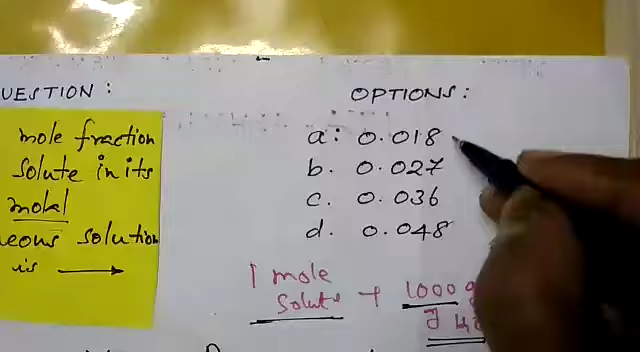 UESTION:
mole fraction
solute in its
molal
eous solution
is
OPTIONS:
a: 0.018
b. 0.027
c. 0.036
d. 0.048
1 mole
solute + 1000 g